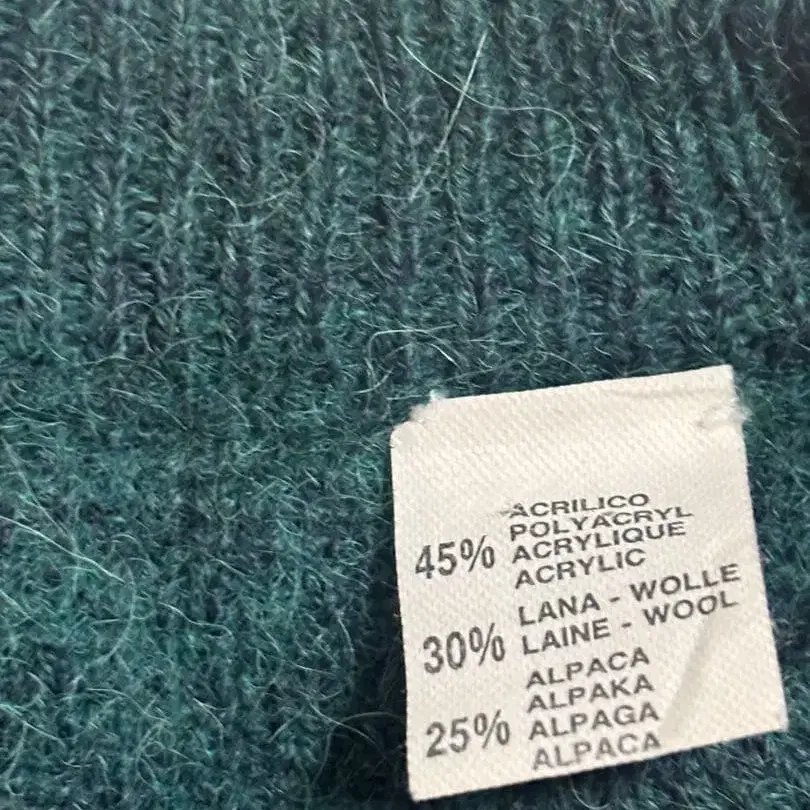 ACRILICO
POLYACRYL
45% ACRYLIQUE
ACRYLIC
LANA - WOLLE
30% LAINE - WOOL
ALPACA
ALPAKA
25% ALPAGA
ALPACA